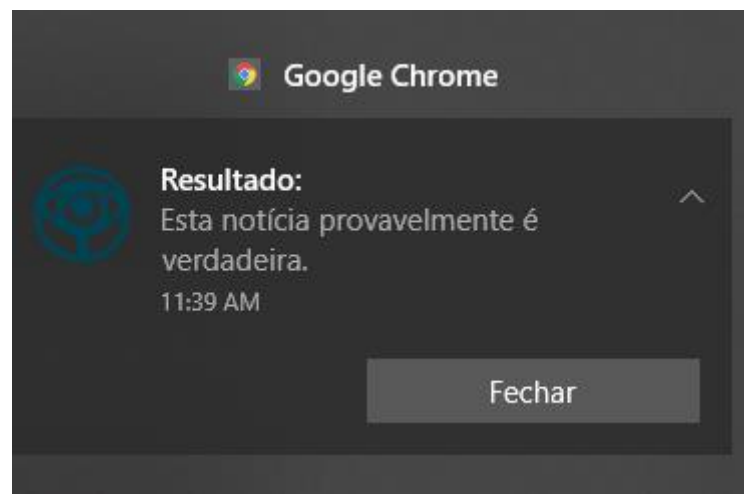 Google Chrome
Resultado:
Esta notícia provavelmente é
verdadeira.
11:39 AM
Fechar